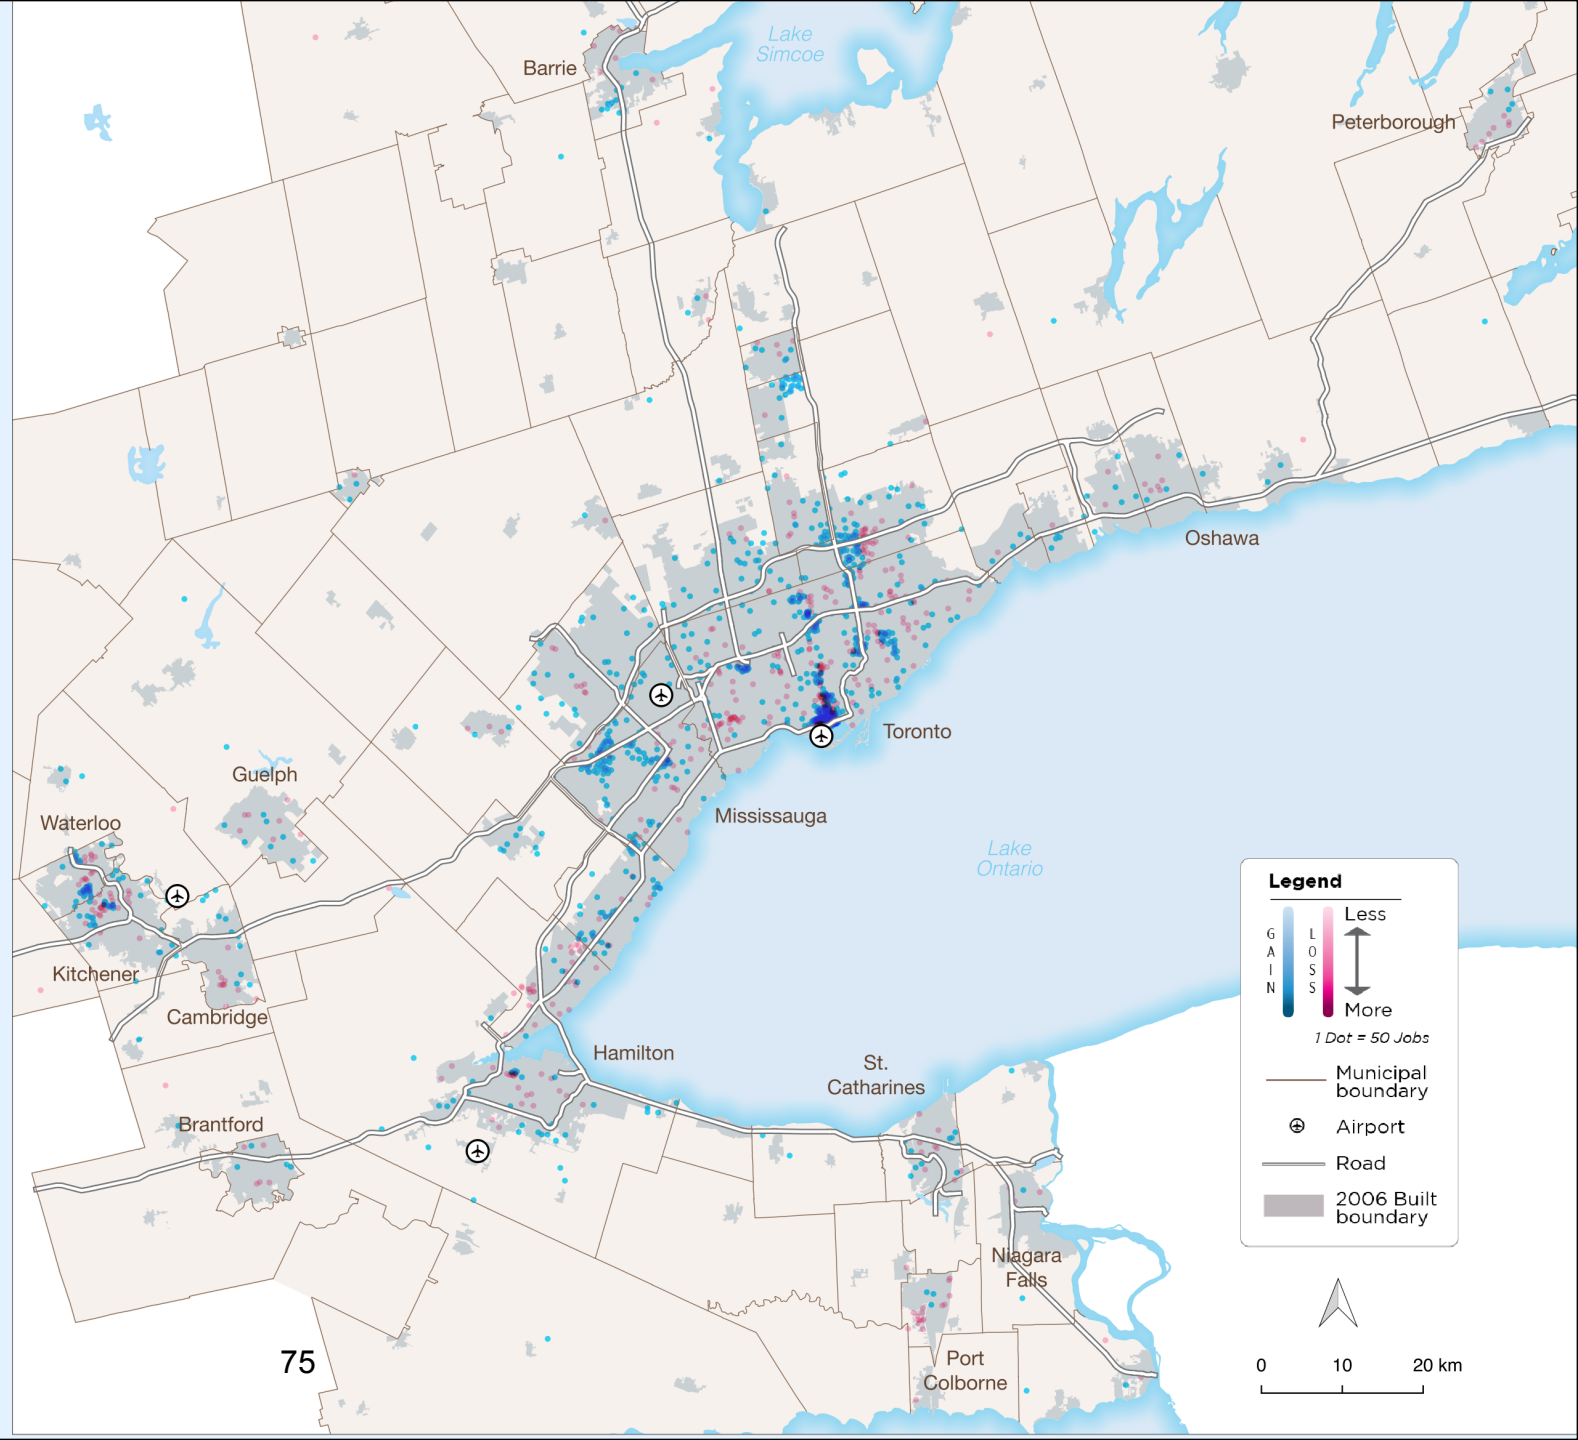 Lake
Simcoe
Barrie
Peterborough
Oshawa
Toronto
Guelph
Mississauga
Waterloo
Lake
Ontario
Kitchener
Cambridge
Hamilton
St.
Catharines
Brantford
Niagara
Falls
Port
Colborne
75
Legend
GAIN
LOSS
Less
More
1 Dot = 50 Jobs
Municipal
boundary
Airport
Road
2006 Built
boundary
0 10 20 km